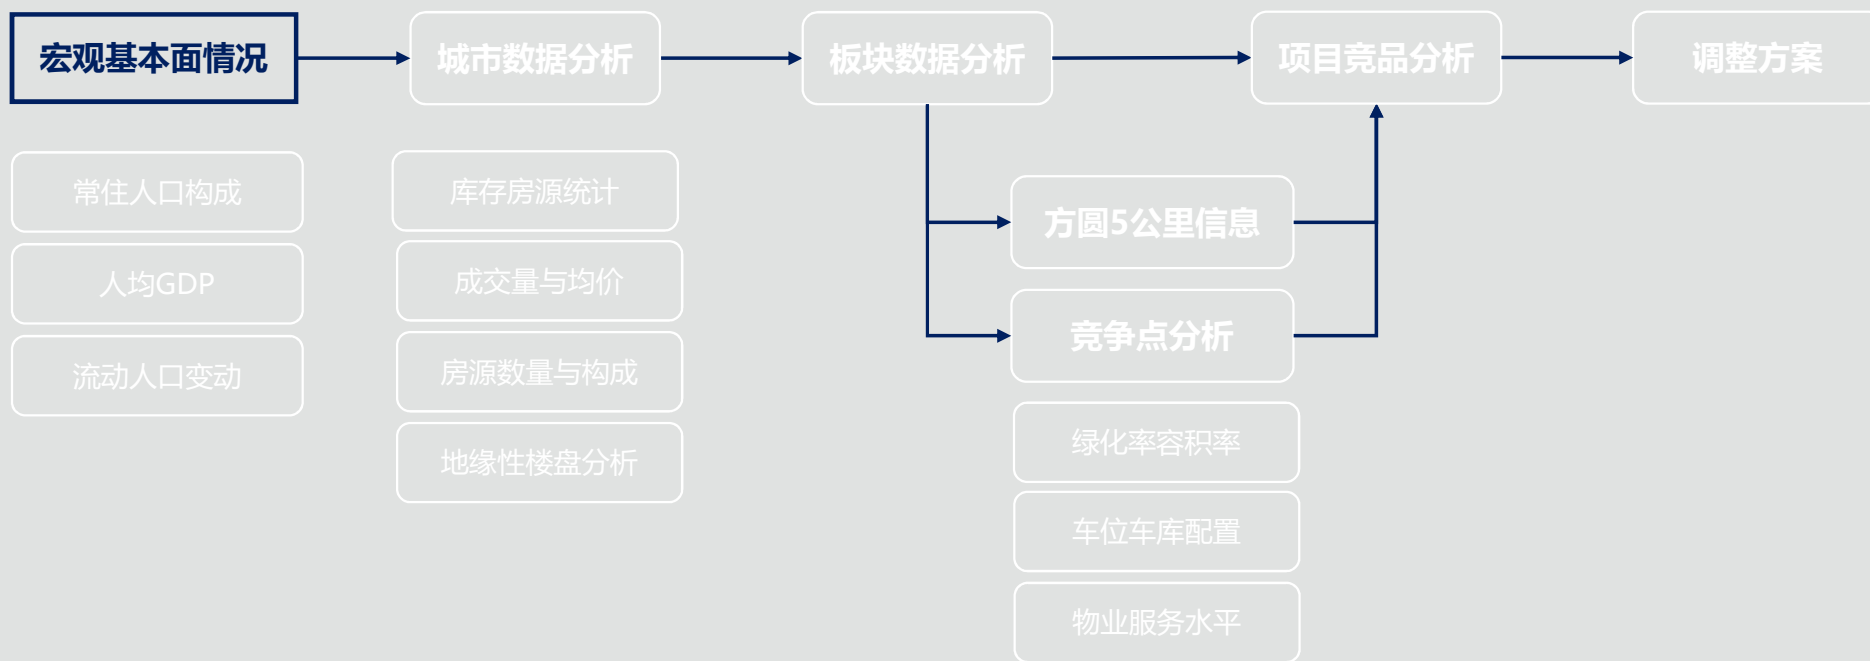 宏观基本面情况
城市数据分析
板块数据分析
项目竞品分析
调整方案
常住人口构成
人均GDP
流动人口变动
库存房源统计
成交量与均价
房源数量与构成
地缘性楼盘分析
方圆5公里信息
竞争点分析
绿化率容积率
车位车库配置
物业服务水平